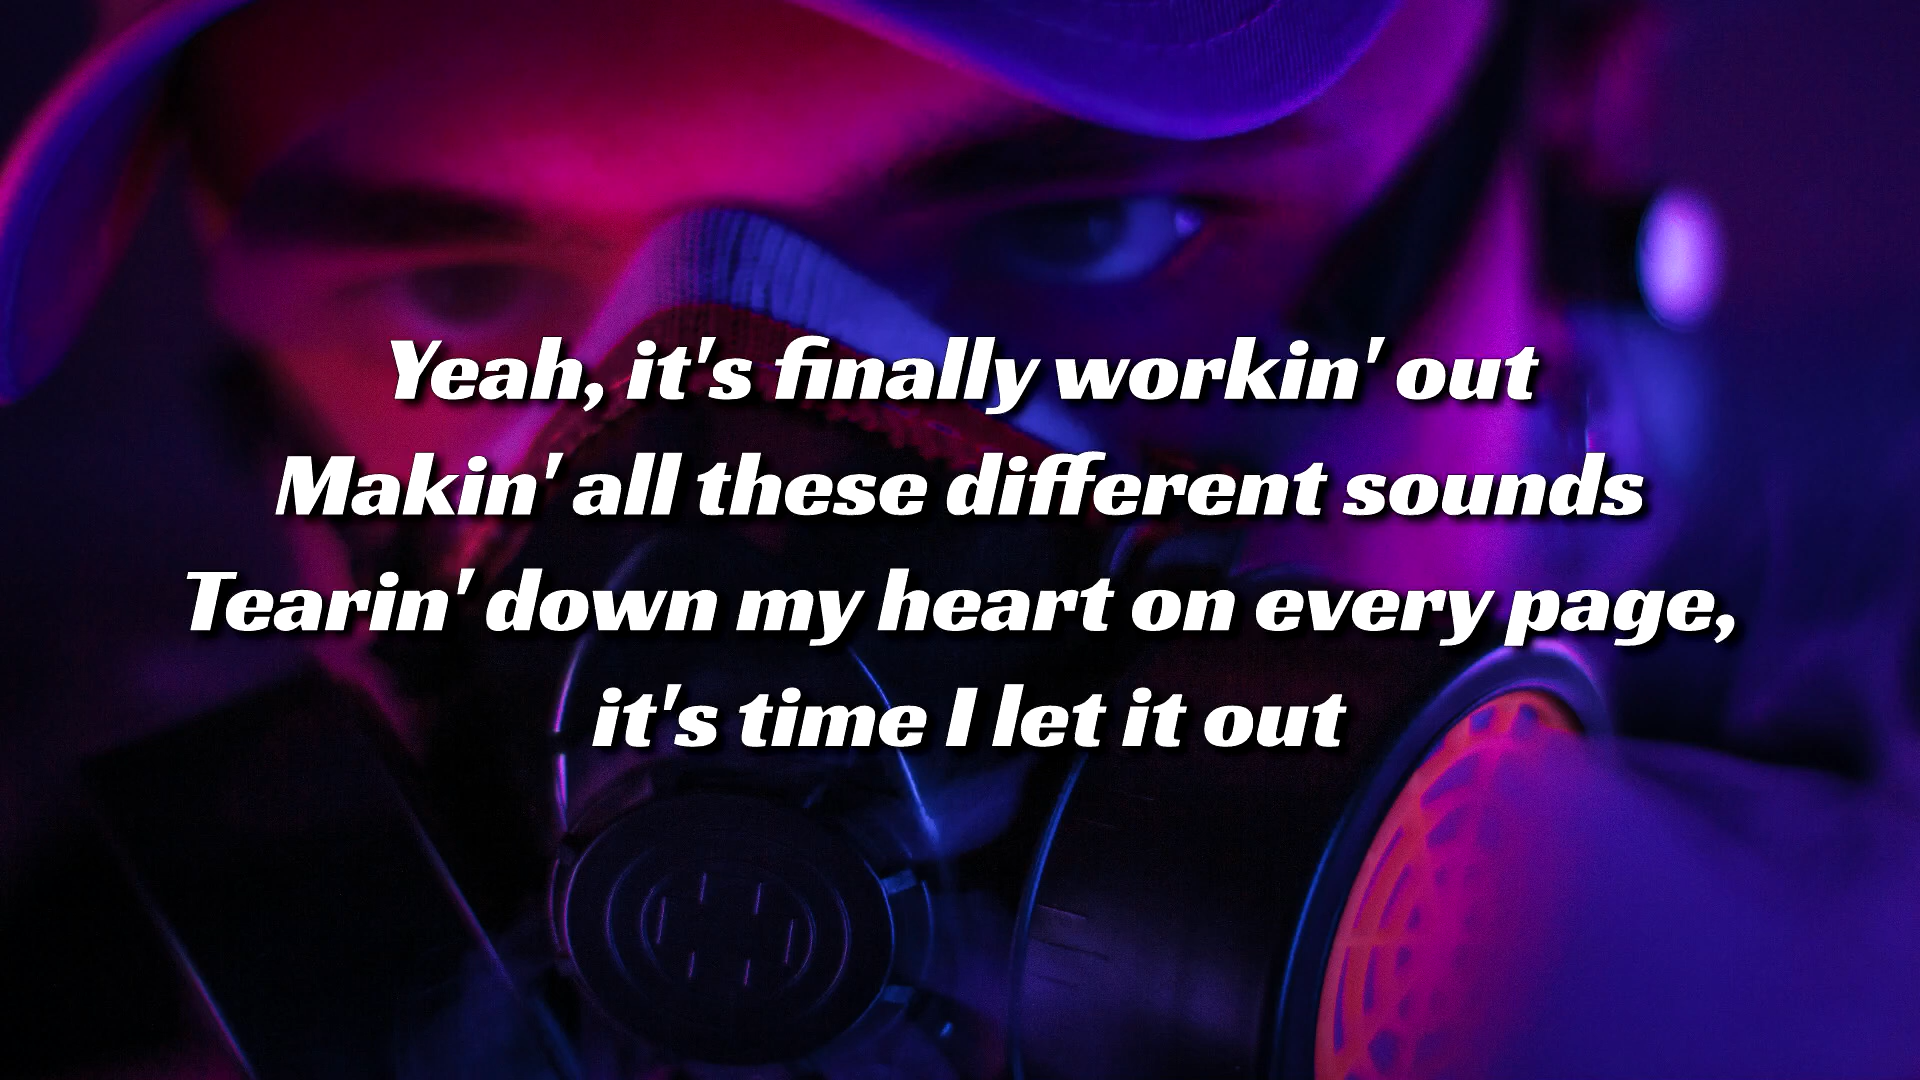 Yeah, it's finally workin' out
Makin' all these different sounds
Tearin' down my heart on every page,
it's time I let it out